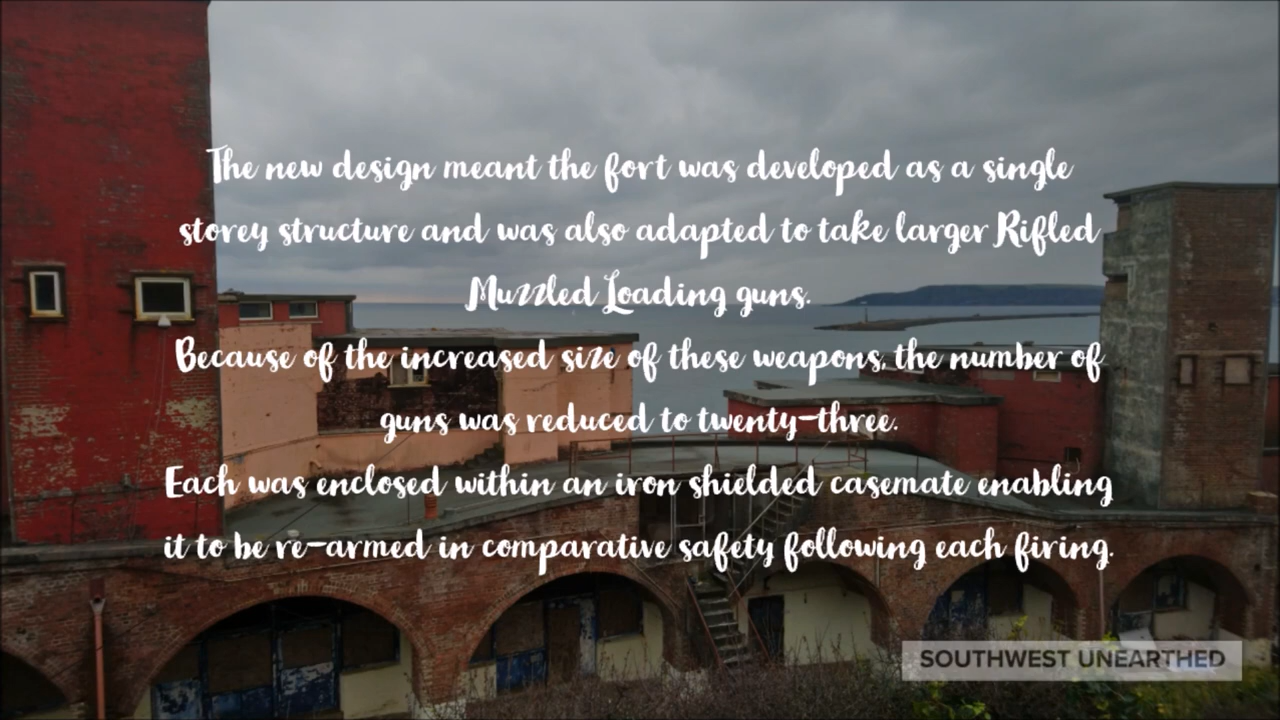 The new design meant the fort was developed as a single
storey structure and was also adapted to take larger Rifled
Muzzled Loading guns.
Because of the increased size of these weapons, the number of
guns was reduced to twenty-three.
Each was enclosed within an iron shielded casemate enabling
it to be re-armed in comparative safety following each firing.
SOUTHWEST UNEARTHED